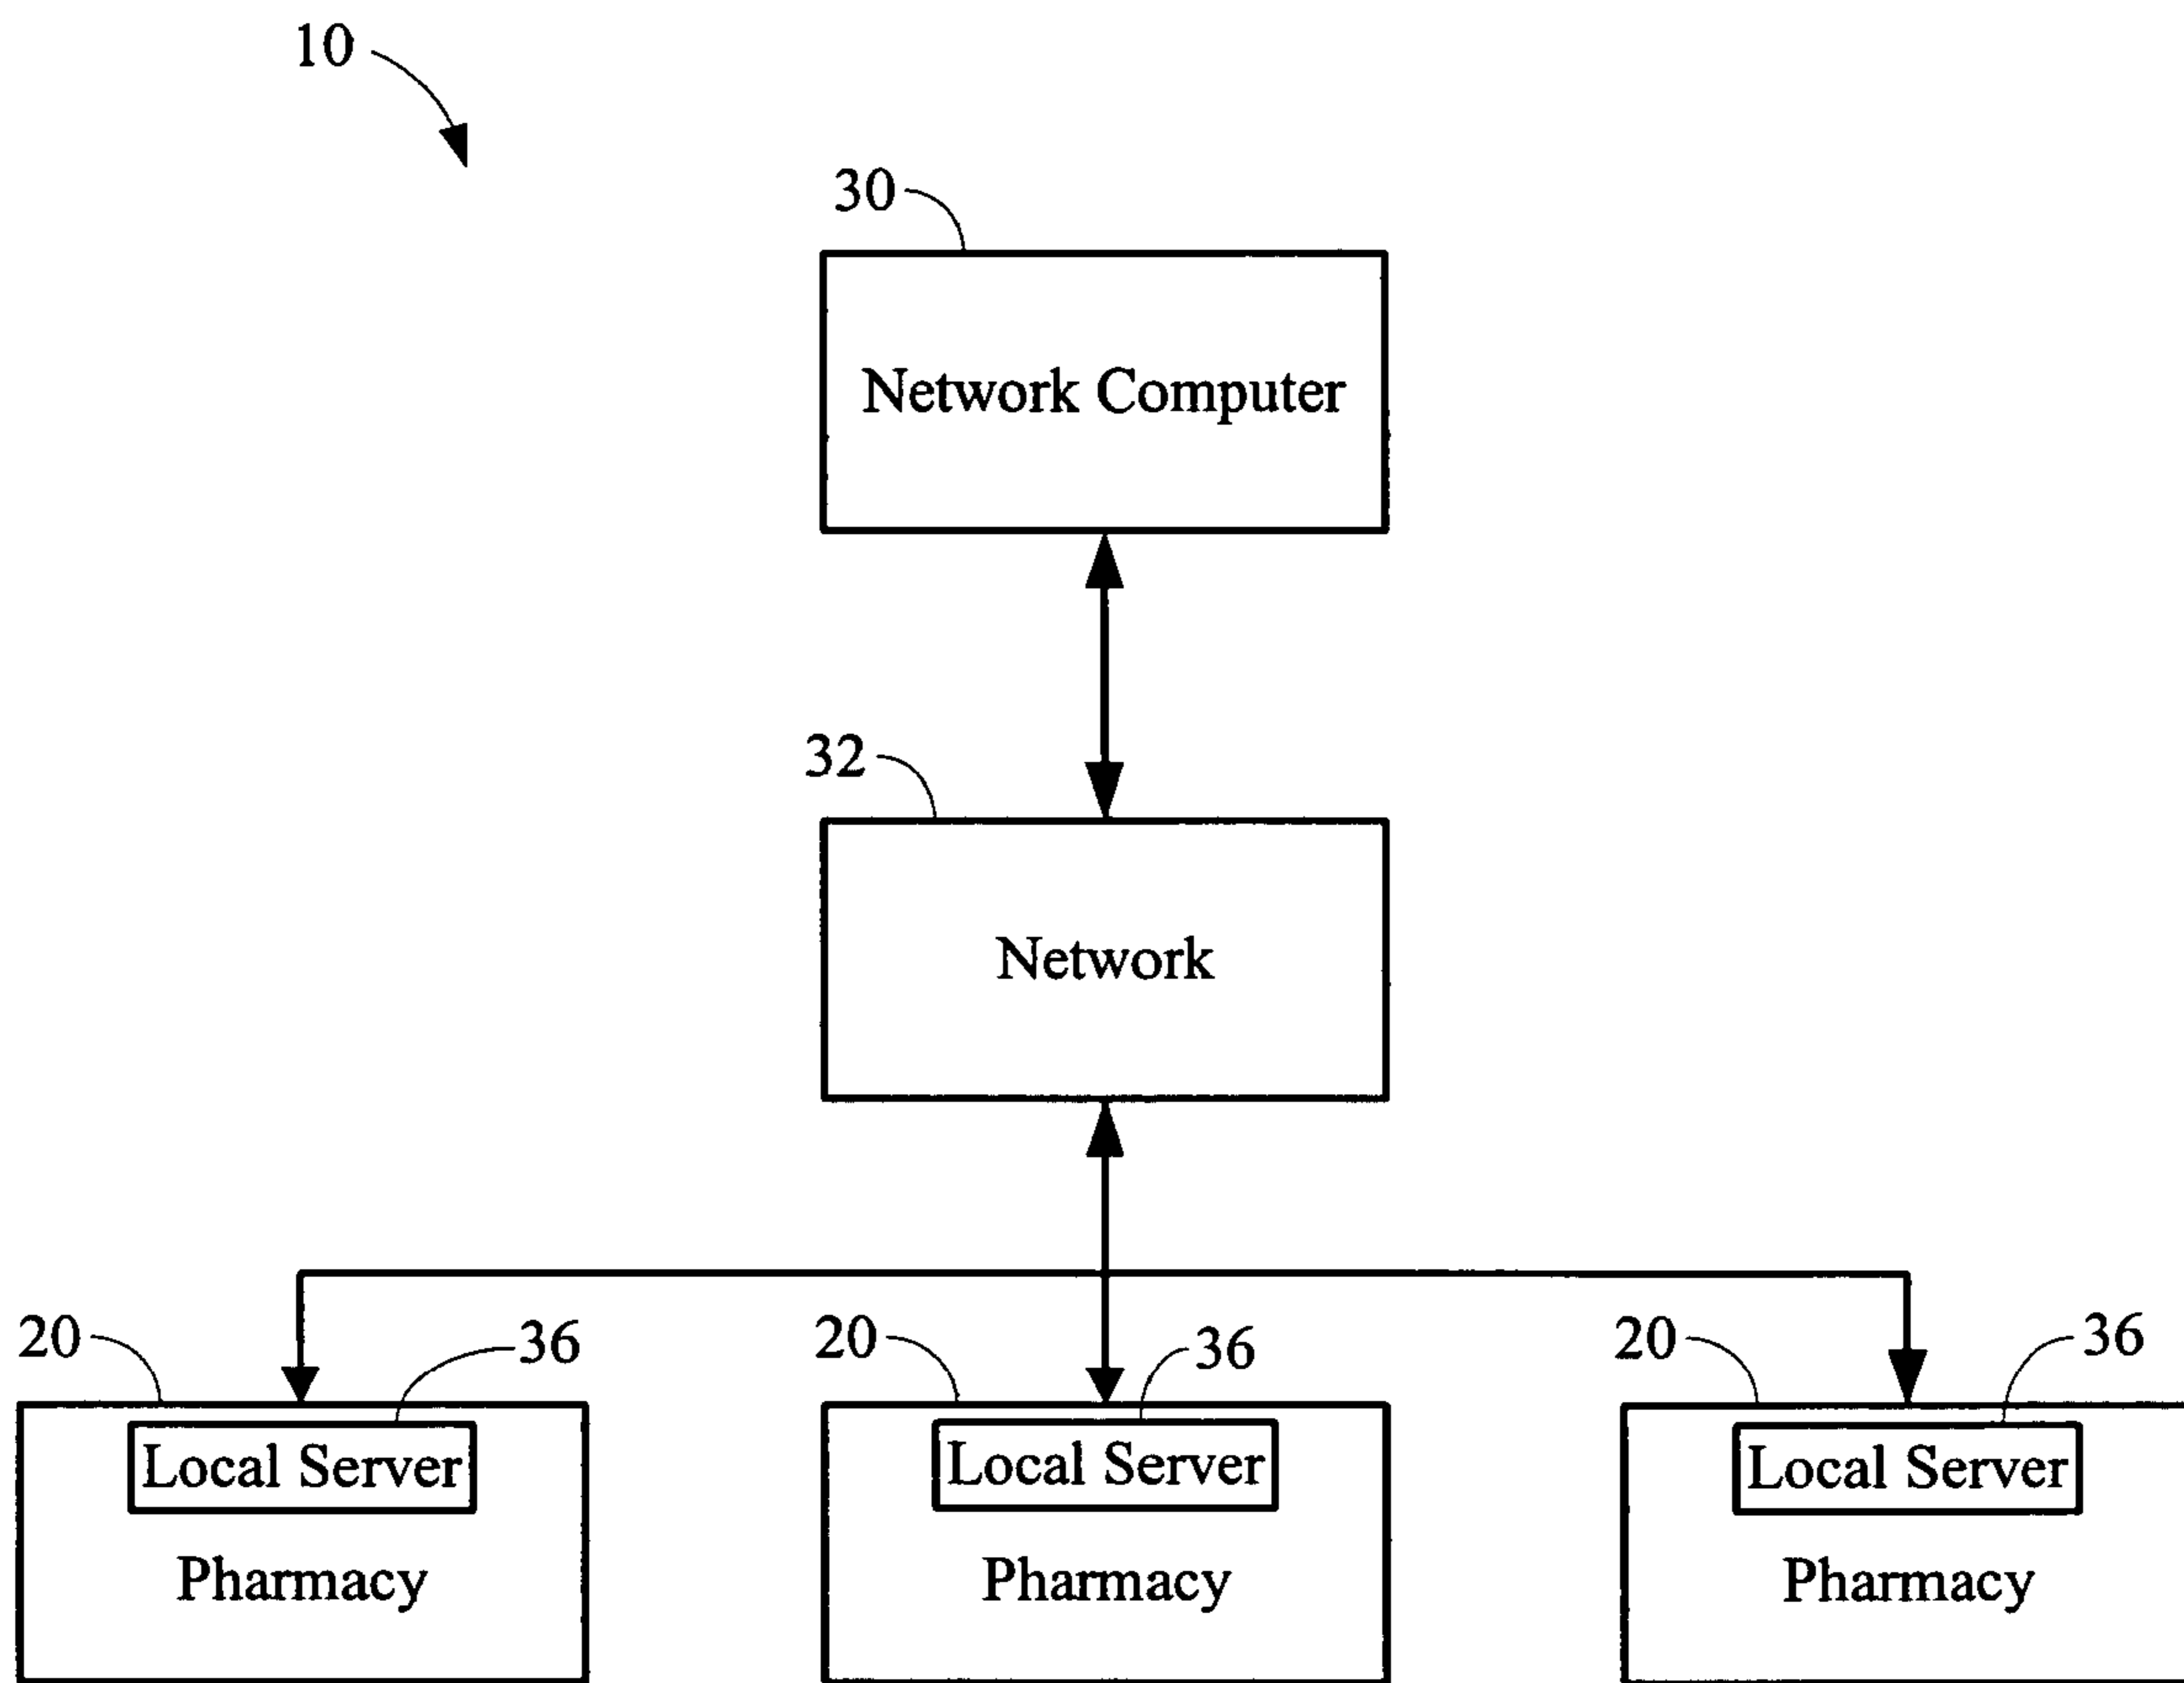 10
30
Network Computer
32
Network
20 36 20 36 20 36
Local Server Local Server Local Server
Pharmacy Pharmacy Pharmacy